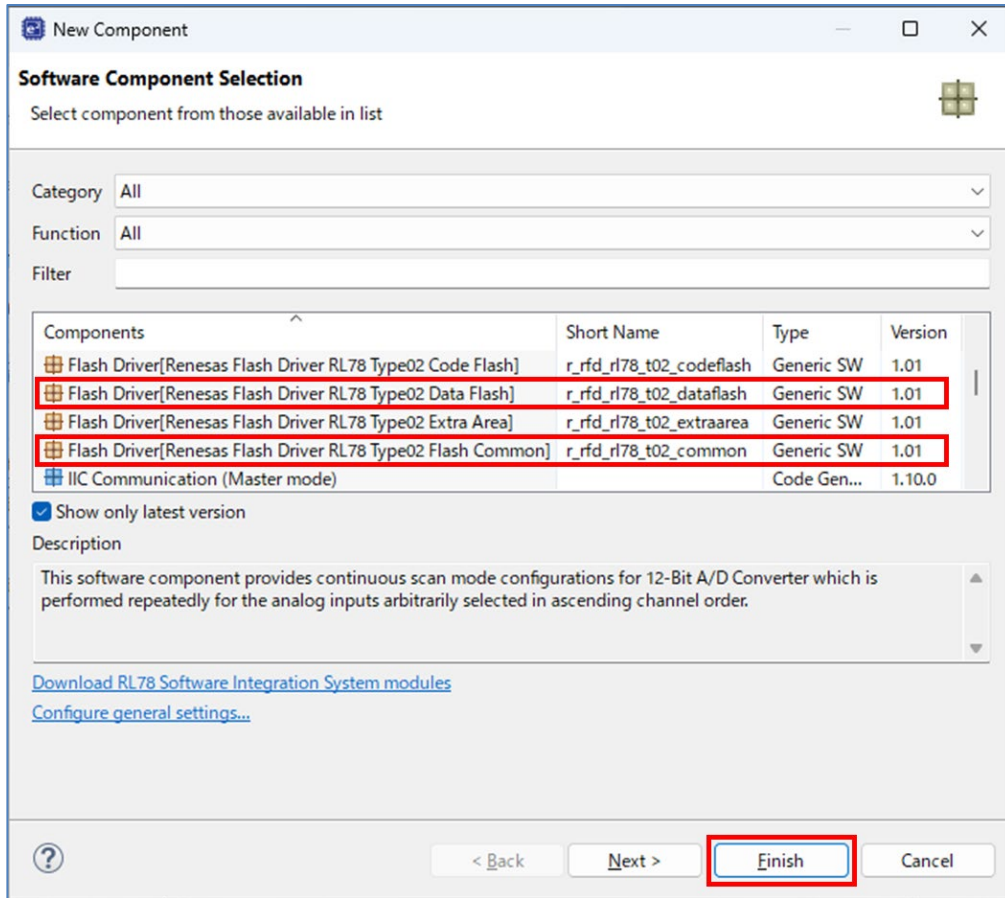 New Component
Software Component Selection
Select component from those available in list
Category All
Function All
Filter
Components Short Name Type Version
Flash Driver[Renesas Flash Driver RL78 Type02 Code Flash] r_rfd_rl78_t02_codeflash Generic SW 1.01
Flash Driver[Renesas Flash Driver RL78 Type02 Data Flash] r_rfd_rl78_t02_dataflash Generic SW 1.01
Flash Driver[Renesas Flash Driver RL78 Type02 Extra Area] r_rfd_rl78_t02_extraarea Generic SW 1.01
Flash Driver[Renesas Flash Driver RL78 Type02 Flash Common] r_rfd_rl78_t02_common Generic SW 1.01
IIC Communication (Master mode) Code Gen... 1.10.0
Show only latest version
Description
This software component provides continuous scan mode configurations for 12-Bit A/D Converter which is
performed repeatedly for the analog inputs arbitrarily selected in ascending channel order.
Download RL78 Software Integration System modules
Configure general settings...
? < Back Next > Finish Cancel